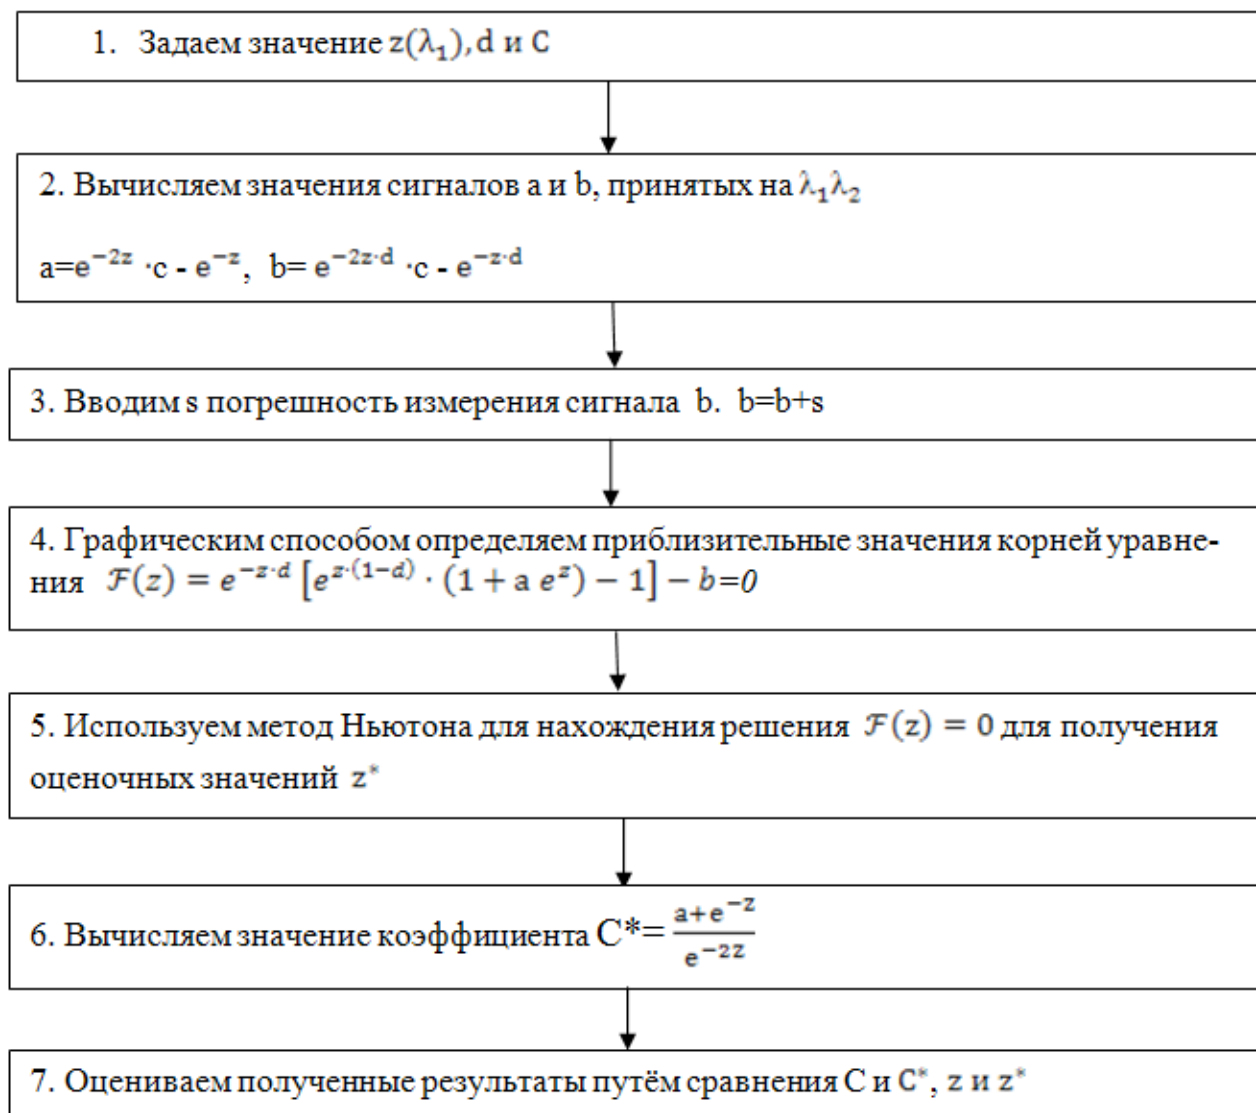 1. Задаем значение z(λ₁), d и C
2. Вычисляем значения сигналов a и b, принятых на λ₁λ₂
a=e⁻²ᶻ ·c - e⁻ᶻ, b= e^{−2z·d} ·c - e^{−z·d}
3. Вводим s погрешность измерения сигнала b. b=b+s
4. Графическим способом определяем приблизительные значения корней уравне-
ния ℱ(z) = e^{−z·d} [e^{z·(1−d)} · (1 + a e^z) − 1] − b=0
5. Используем метод Ньютона для нахождения решения ℱ(z) = 0 для получения
оценочных значений z*
6. Вычисляем значение коэффициента C*= (a+e^{−z})/(e^{−2z})
7. Оцениваем полученные результаты путём сравнения C и C*, z и z*